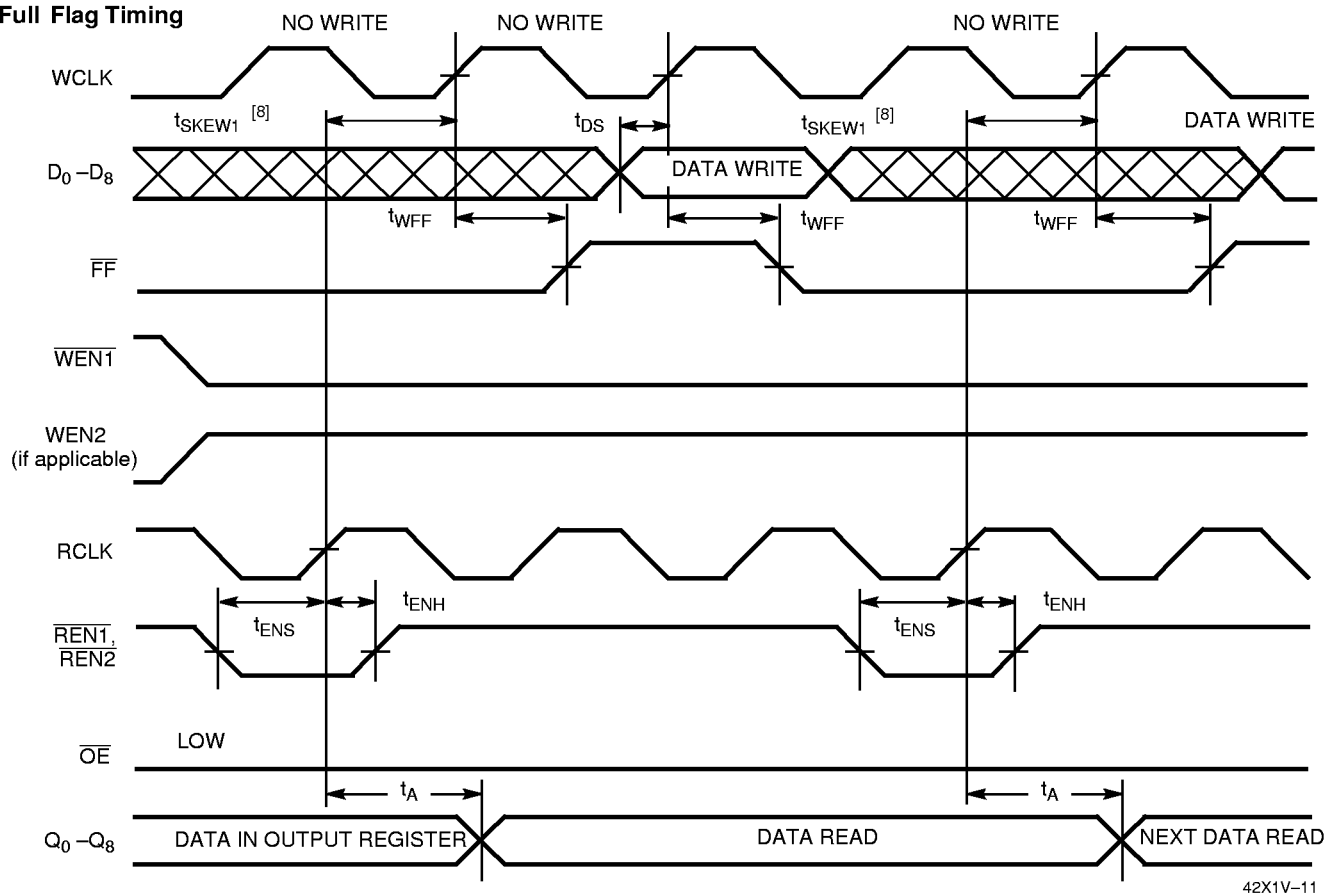 Full Flag Timing
NO WRITE
NO WRITE
NO WRITE
WCLK
tSKEW1 [8]
tDS
tSKEW1 [8]
DATA WRITE
D0 –D8
DATA WRITE
tWFF
tWFF
tWFF
FF
WEN1
WEN2
(if applicable)
RCLK
tENH
tENH
tENS
tENS
REN1,
REN2
LOW
OE
tA
tA
Q0 –Q8
DATA IN OUTPUT REGISTER
DATA READ
NEXT DATA READ
42X1V–11